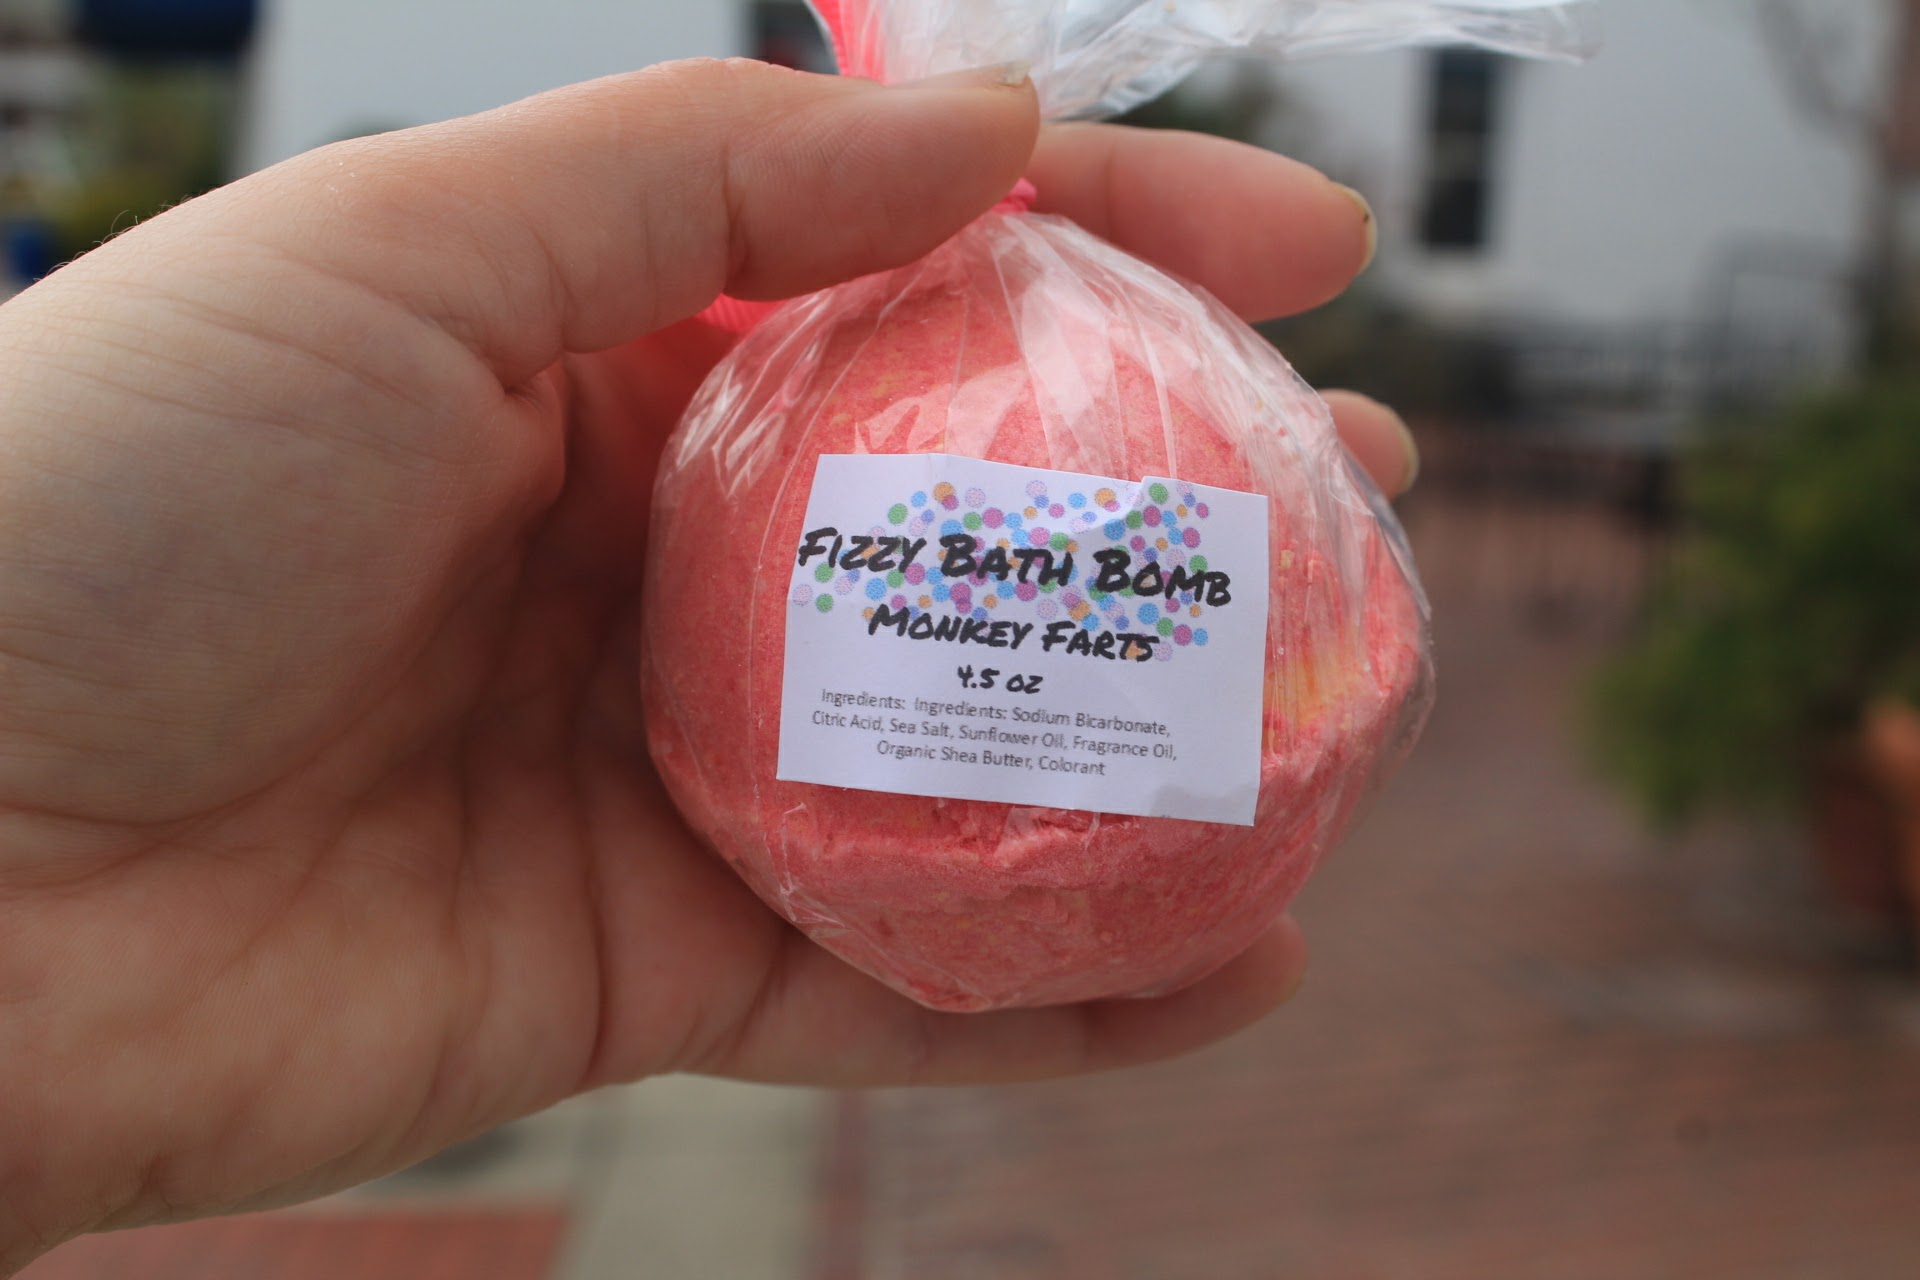 Fizzy Bath Bomb
Monkey Farts
4.5 oz
Ingredients: Ingredients: Sodium Bicarbonate,
Citric Acid, Sea Salt, Sunflower Oil, Fragrance Oil,
Organic Shea Butter, Colorant